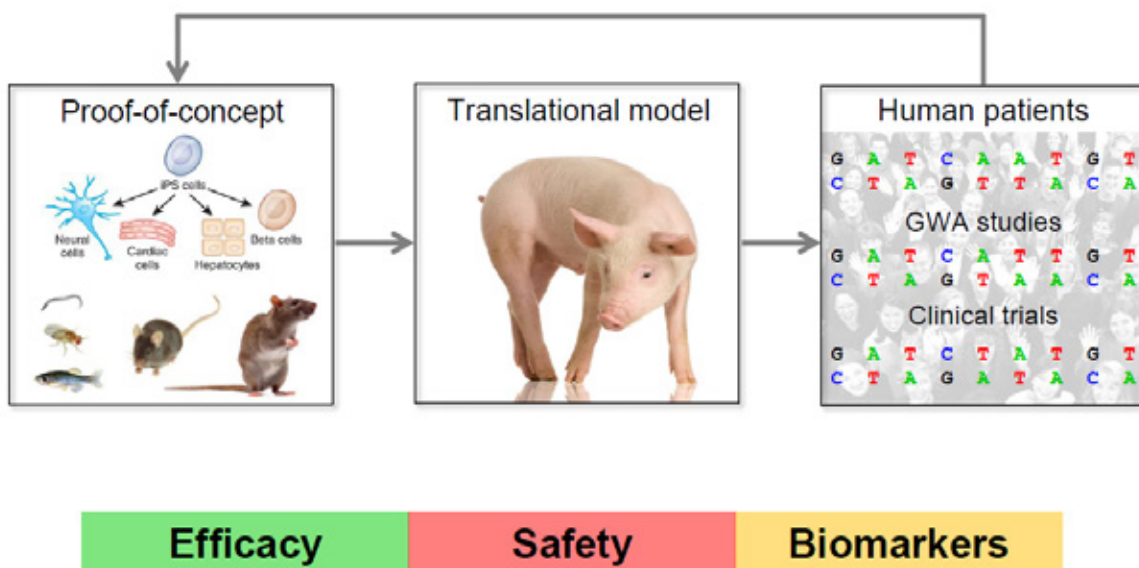 Proof-of-concept
iPS cells
Neural
cells
Cardiac
cells
Hepatocytes
Beta cells
Translational model
Human patients
G A T C A A T G T
C T A G T T A C A
GWA studies
G A T C A T T G T
C T A G T A A C A
Clinical trials
G A T C T A T G T
C T A G A T A C A
Efficacy
Safety
Biomarkers